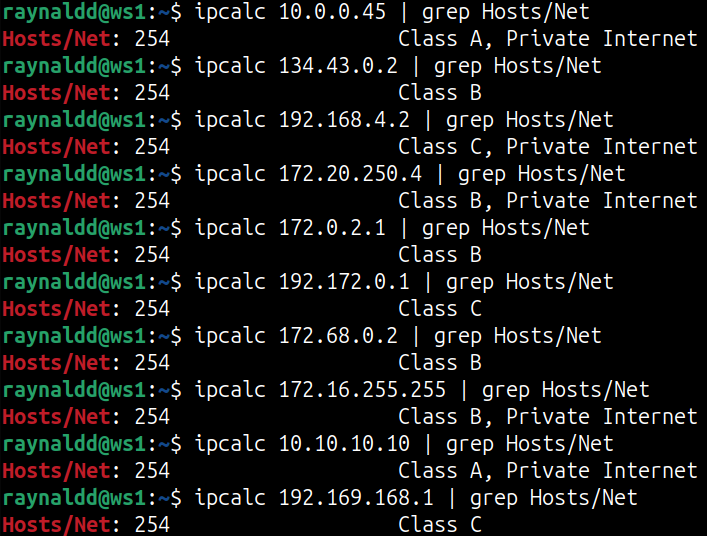 raynaldd@ws1:~$ ipcalc 10.0.0.45 | grep Hosts/Net
Hosts/Net: 254                   Class A, Private Internet
raynaldd@ws1:~$ ipcalc 134.43.0.2 | grep Hosts/Net
Hosts/Net: 254                   Class B
raynaldd@ws1:~$ ipcalc 192.168.4.2 | grep Hosts/Net
Hosts/Net: 254                   Class C, Private Internet
raynaldd@ws1:~$ ipcalc 172.20.250.4 | grep Hosts/Net
Hosts/Net: 254                   Class B, Private Internet
raynaldd@ws1:~$ ipcalc 172.0.2.1 | grep Hosts/Net
Hosts/Net: 254                   Class B
raynaldd@ws1:~$ ipcalc 192.172.0.1 | grep Hosts/Net
Hosts/Net: 254                   Class C
raynaldd@ws1:~$ ipcalc 172.68.0.2 | grep Hosts/Net
Hosts/Net: 254                   Class B
raynaldd@ws1:~$ ipcalc 172.16.255.255 | grep Hosts/Net
Hosts/Net: 254                   Class B, Private Internet
raynaldd@ws1:~$ ipcalc 10.10.10.10 | grep Hosts/Net
Hosts/Net: 254                   Class A, Private Internet
raynaldd@ws1:~$ ipcalc 192.169.168.1 | grep Hosts/Net
Hosts/Net: 254                   Class C